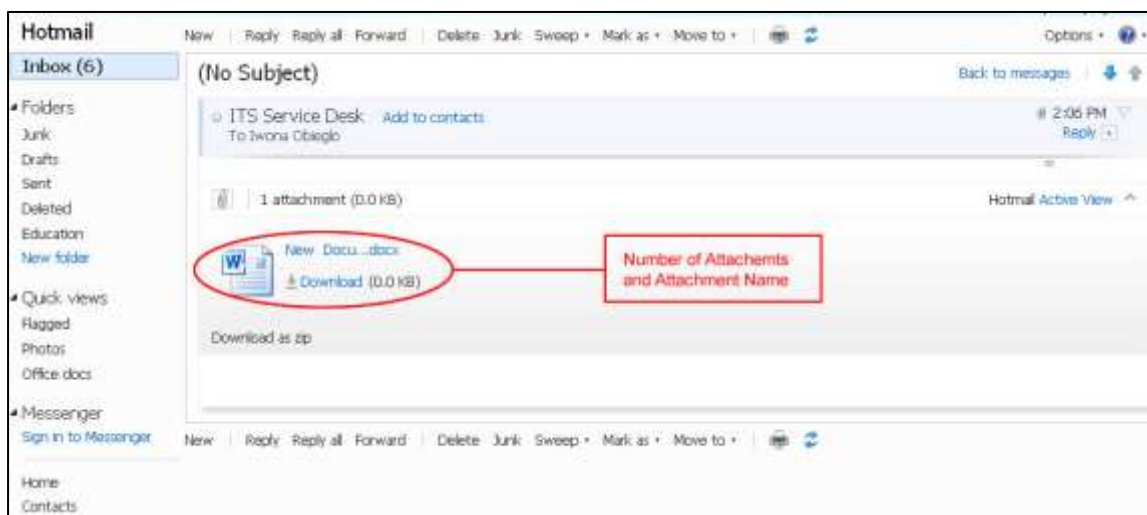 Hotmail
New Reply Reply all Forward Delete Junk Sweep Mark as Move to Options
Inbox (6)
(No Subject)
Back to messages
Folders
Junk
Drafts
Sent
Deleted
Education
New folder
Quick views
Flagged
Photos
Office docs
Messenger
Sign in to Messenger
Home
Contacts
ITS Service Desk Add to contacts
To Iwona Obieglo
2:06 PM
Reply
1 attachment (0.0 KB)
Hotmail Active View
New Docu...docx
Download (0.0 KB)
Number of Attachemts
and Attachment Name
Download as zip
New Reply Reply all Forward Delete Junk Sweep Mark as Move to